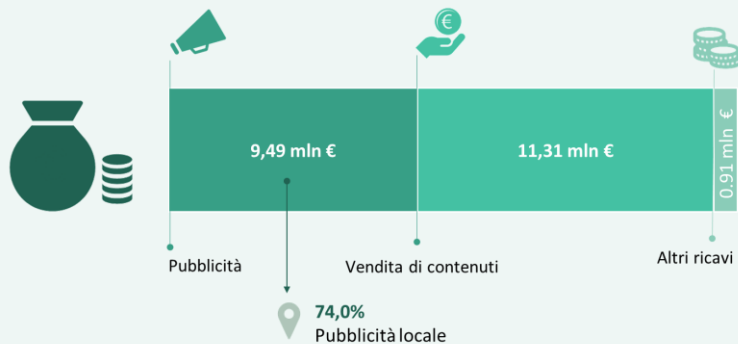 €
9,49 mln €
11,31 mln €
0.91 mln €
Pubblicità
Vendita di contenuti
Altri ricavi
74,0%
Pubblicità locale